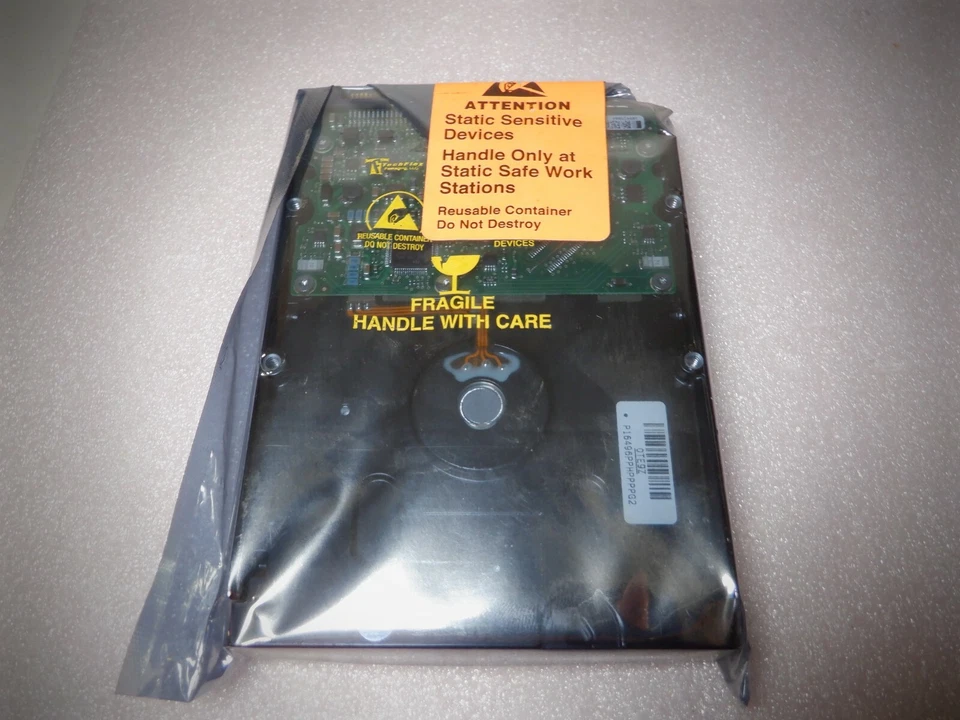 ATTENTION
Static Sensitive
Devices
Handle Only at
Static Safe Work
Stations
Reusable Container
Do Not Destroy
REUSABLE CONTAINER
DO NOT DESTROY
DEVICES
FRAGILE
HANDLE WITH CARE